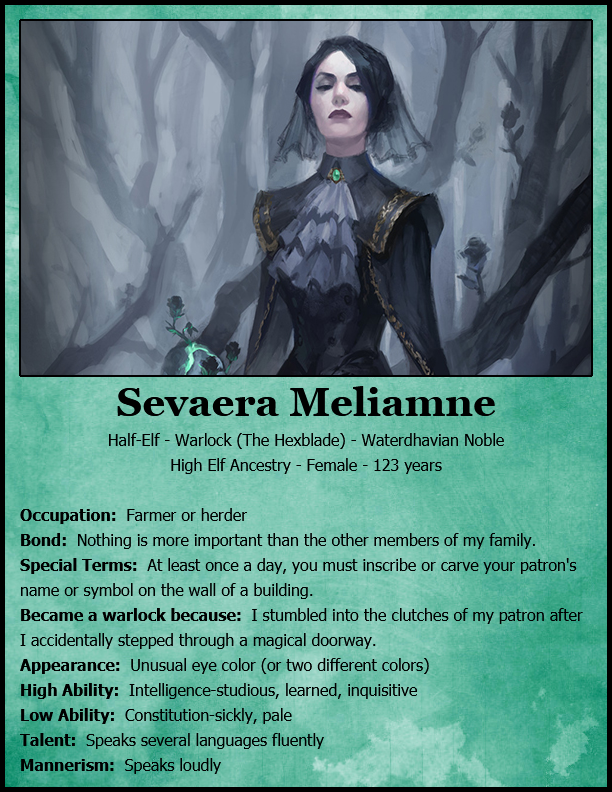 Sevaera Meliamne
Half-Elf - Warlock (The Hexblade) - Waterdhavian Noble
High Elf Ancestry - Female - 123 years
Occupation: Farmer or herder
Bond: Nothing is more important than the other members of my family.
Special Terms: At least once a day, you must inscribe or carve your patron's
name or symbol on the wall of a building.
Became a warlock because: I stumbled into the clutches of my patron after
I accidentally stepped through a magical doorway.
Appearance: Unusual eye color (or two different colors)
High Ability: Intelligence-studious, learned, inquisitive
Low Ability: Constitution-sickly, pale
Talent: Speaks several languages fluently
Mannerism: Speaks loudly